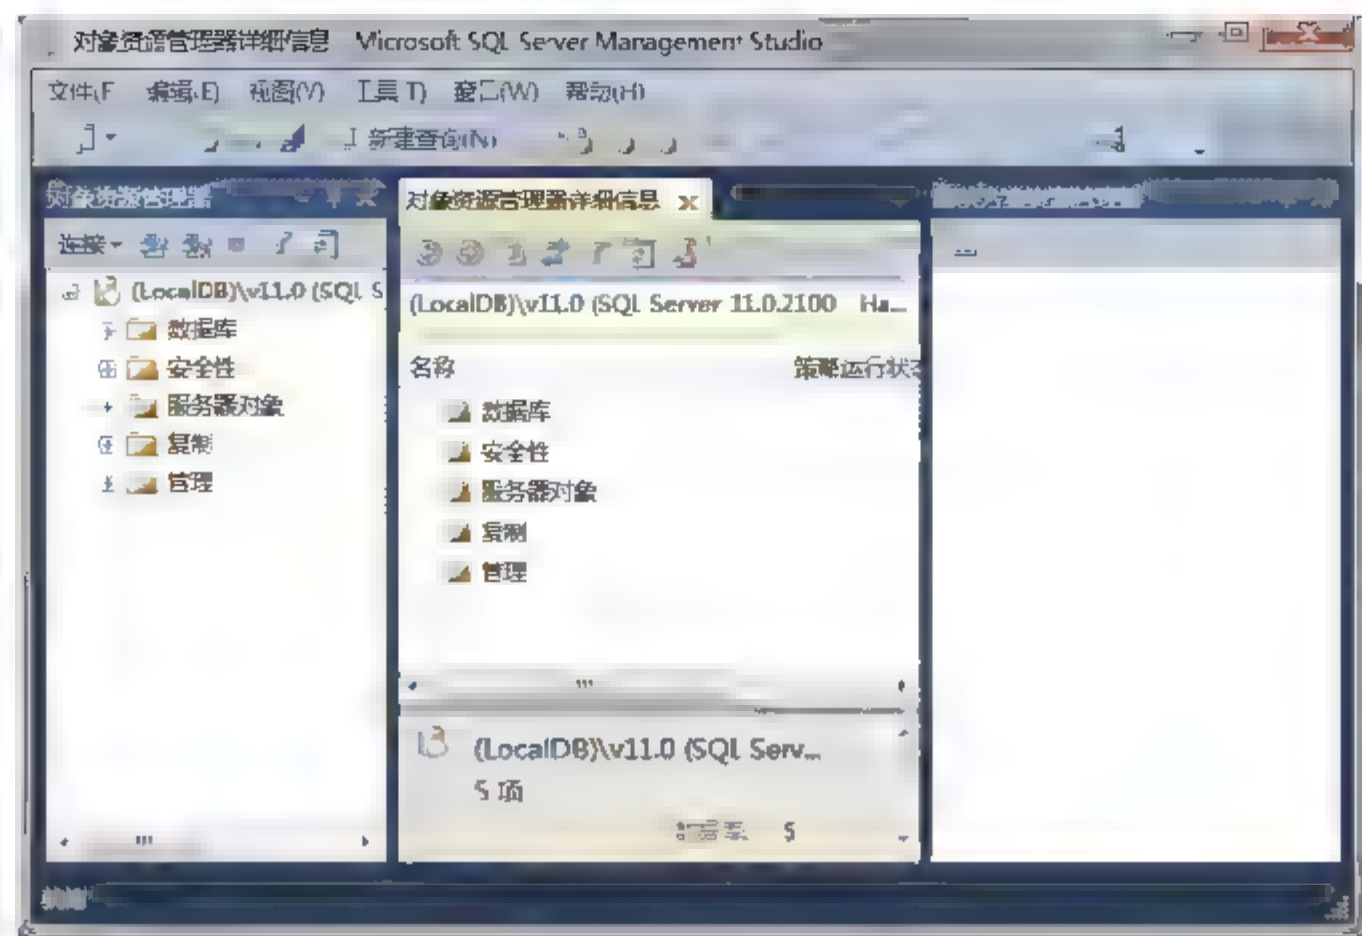 对象资源管理器详细信息 Microsoft SQL Server Management Studio
文件(F 编辑(E) 视图(V) 工具(T) 窗口(W) 帮助(H)
新建查询(N)
对象资源管理器
对象资源管理器详细信息
连接
(LocalDB)\v11.0 (SQL S
数据库
安全性
服务器对象
复制
管理
(LocalDB)\v11.0 (SQL Server 11.0.2100 Ha...
名称 策略运行状态
数据库
安全性
服务器对象
复制
管理
(LocalDB)\v11.0 (SQL Serv...
5 项
5